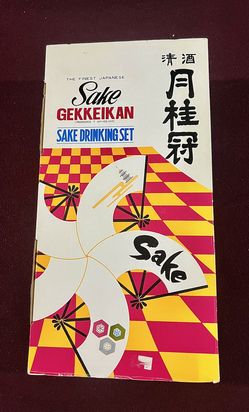 THE FINEST JAPANESE
Sake
GEKKEIKAN
SAKE DRINKING SET
清酒
月桂冠
Sake